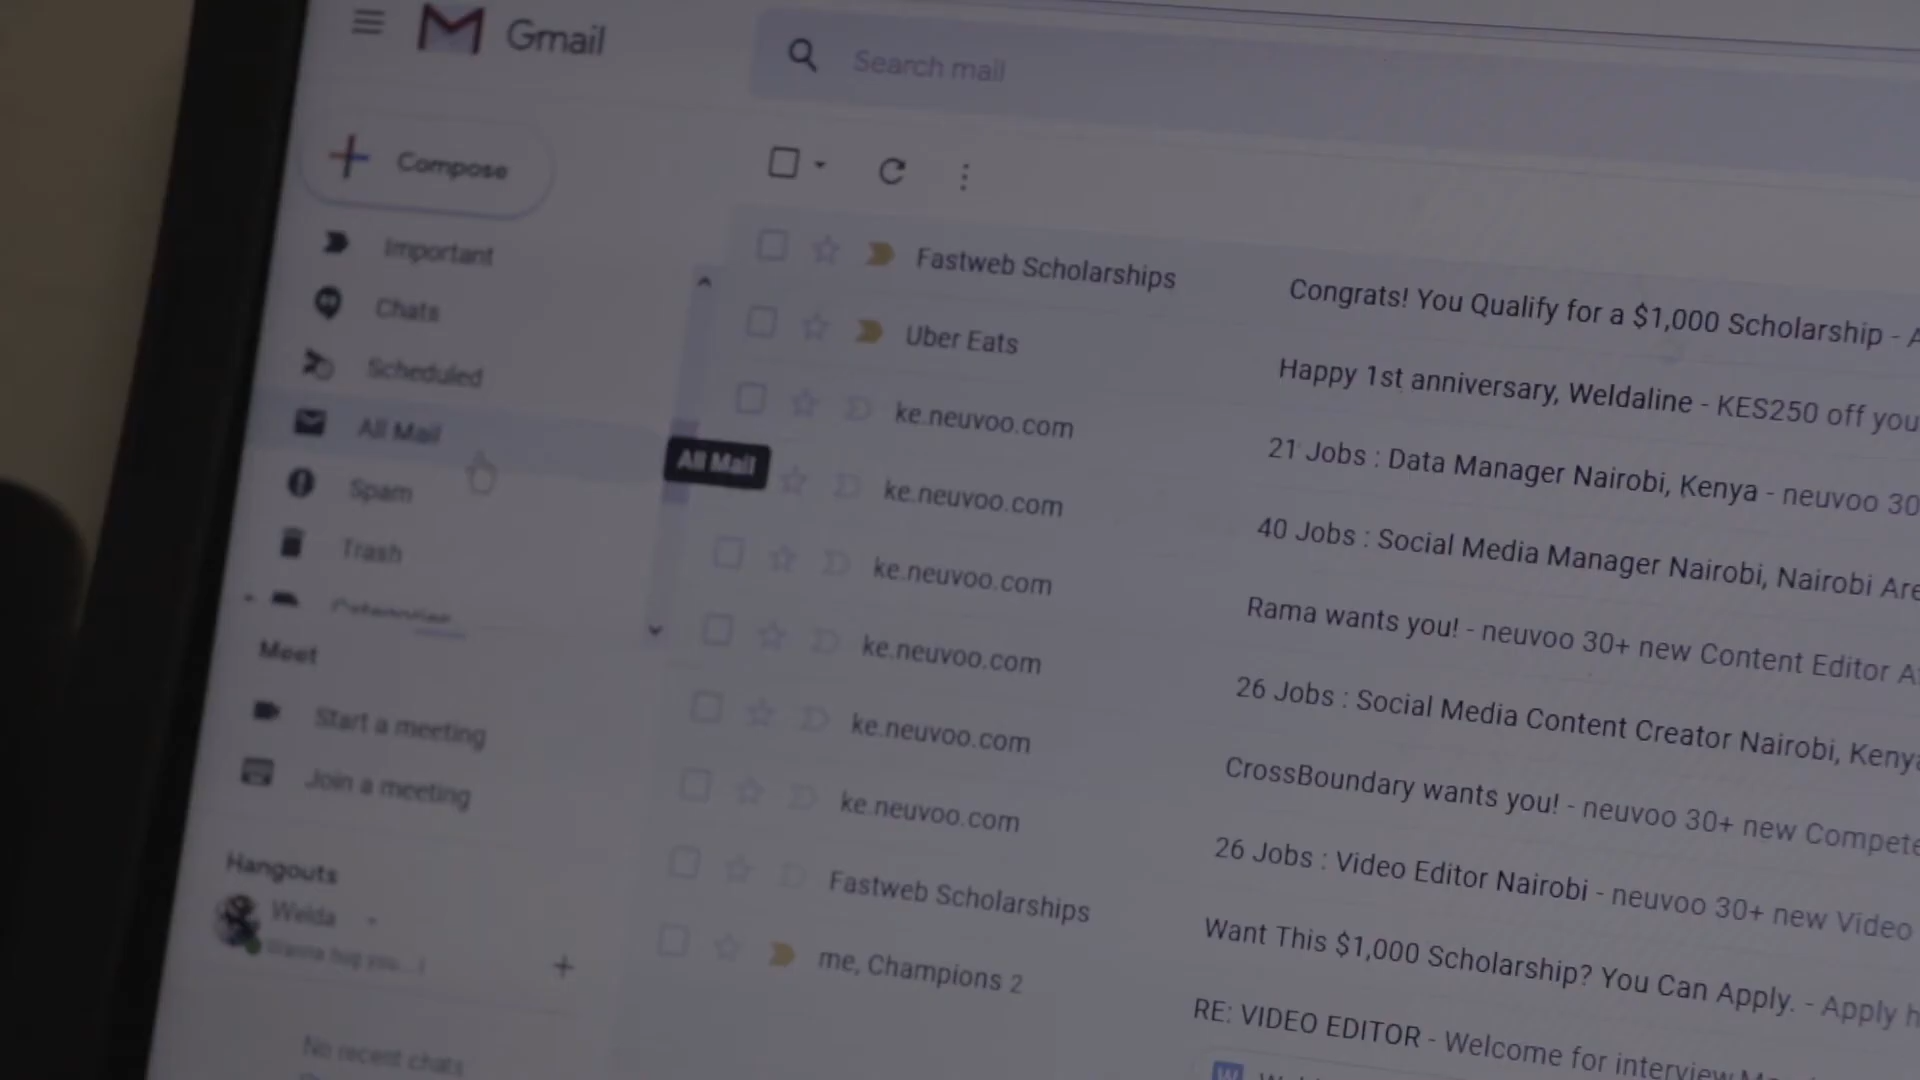 Gmail
Search mail
Compose
Important
Chats
Scheduled
All Mail
All Mail
Spam
Trash
Categories
Meet
Start a meeting
Join a meeting
Hangouts
Welda
No recent chats
Fastweb Scholarships Congrats! You Qualify for a $1,000 Scholarship - A
Uber Eats Happy 1st anniversary, Weldaline - KES250 off you
ke.neuvoo.com 21 Jobs : Data Manager Nairobi, Kenya - neuvoo 30
ke.neuvoo.com 40 Jobs : Social Media Manager Nairobi, Nairobi Are
ke.neuvoo.com Rama wants you! - neuvoo 30+ new Content Editor A
ke.neuvoo.com 26 Jobs : Social Media Content Creator Nairobi, Kenya
ke.neuvoo.com CrossBoundary wants you! - neuvoo 30+ new Compete
ke.neuvoo.com 26 Jobs : Video Editor Nairobi - neuvoo 30+ new Video
Fastweb Scholarships Want This $1,000 Scholarship? You Can Apply. - Apply h
me, Champions 2 RE: VIDEO EDITOR - Welcome for interview
W